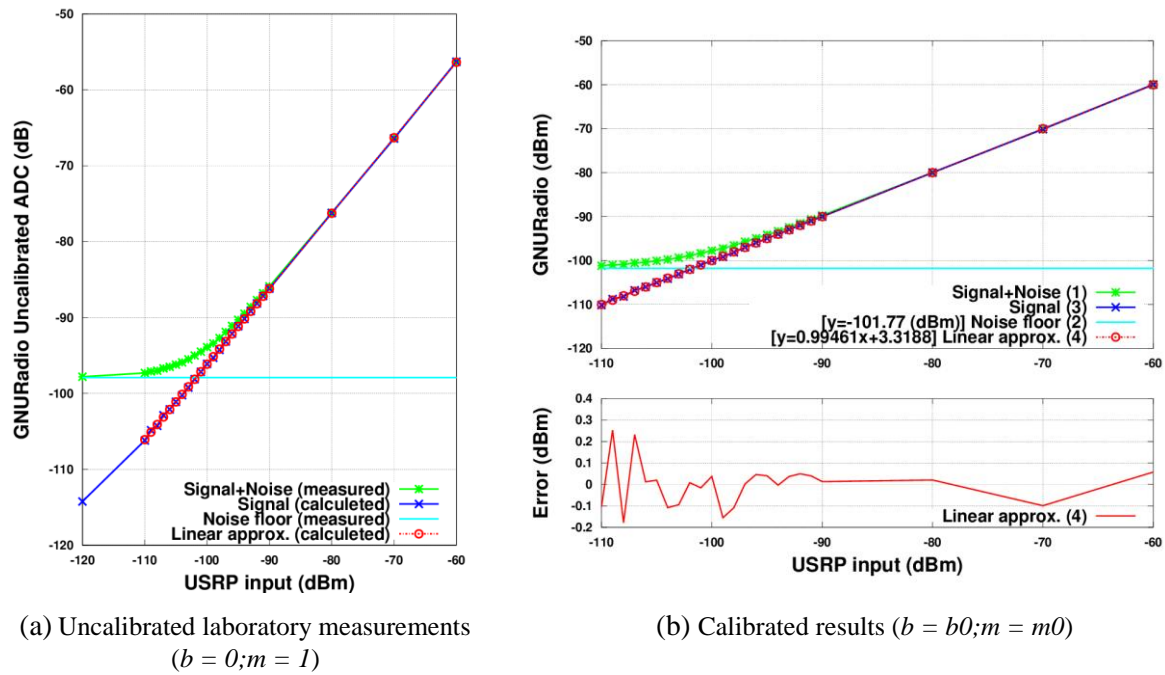 -50
-60
-70
-80
-90
-100
-110
-120
GNURadio Uncalibrated ADC (dB)
Signal+Noise (measured)
Signal (calculeted)
Noise floor (measured)
Linear approx. (calculeted)
-120 -110 -100 -90 -80 -70 -60
USRP input (dBm)
(a) Uncalibrated laboratory measurements
(b = 0;m = 1)
-50
-60
-70
-80
-90
-100
-110
-120
GNURadio (dBm)
Signal+Noise (1)
Signal (3)
[y=-101.77 (dBm)] Noise floor (2)
[y=0.99461x+3.3188] Linear approx. (4)
-110 -100 -90 -80 -70 -60
0.4
0.3
0.2
0.1
0
-0.1
-0.2
Error (dBm)
Linear approx. (4)
-110 -100 -90 -80 -70 -60
USRP input (dBm)
(b) Calibrated results (b = b0;m = m0)